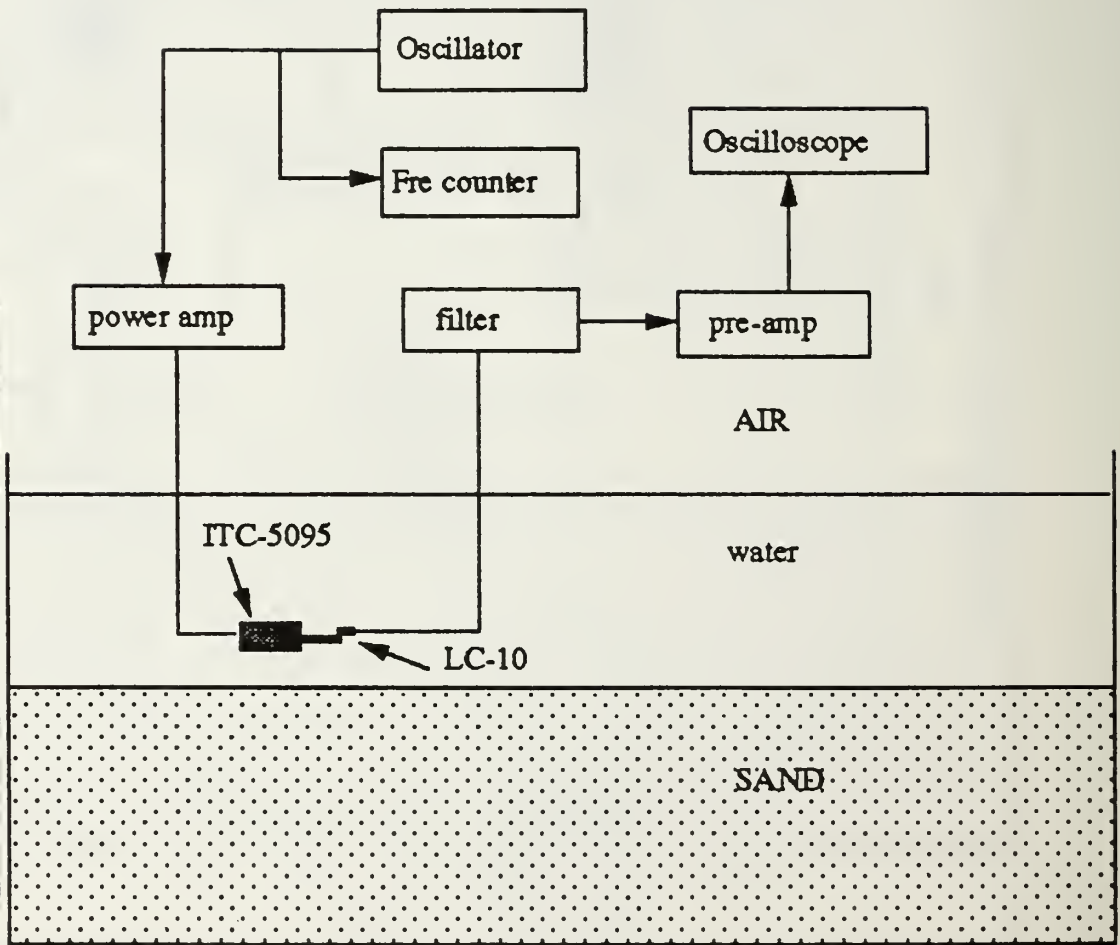 Oscillator
Oscilloscope
Fre counter
power amp
filter
pre-amp
AIR
ITC-5095
water
LC-10
SAND